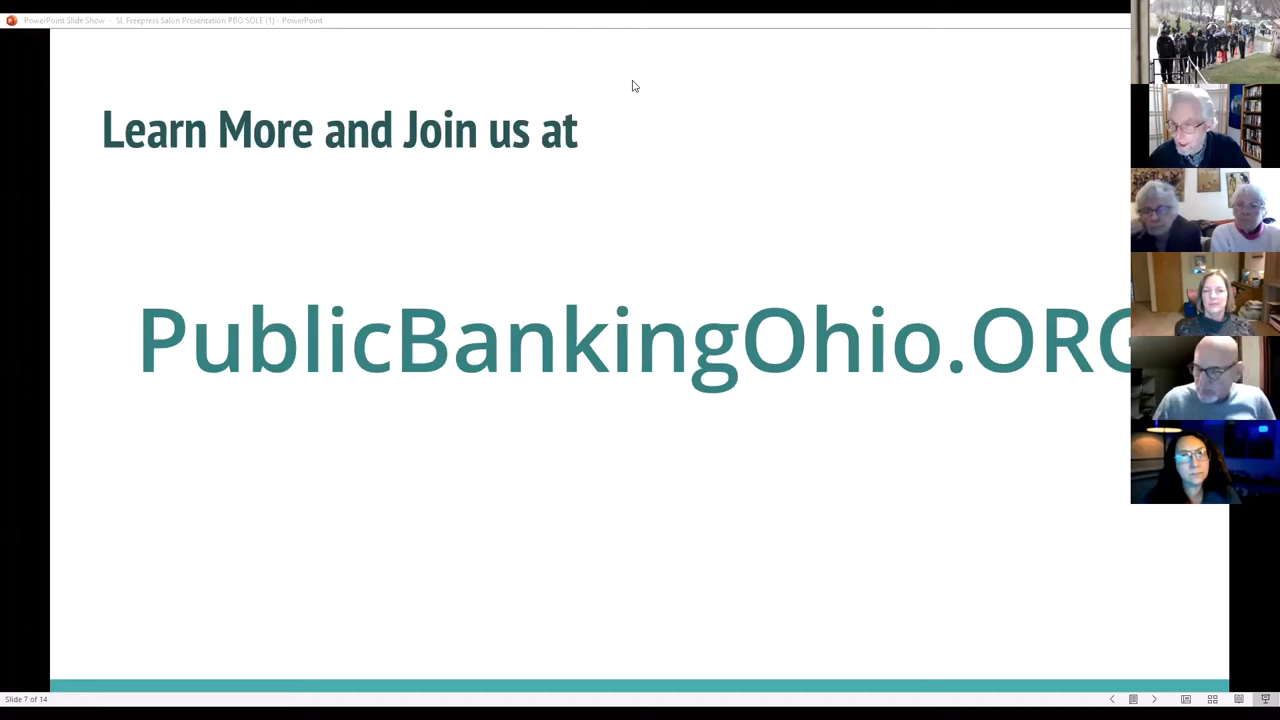 PowerPoint Slide Show - SL Freepress Salon Presentation PBO SOLE (1) - PowerPoint
Learn More and Join us at
PublicBankingOhio.ORG
Slide 7 of 14